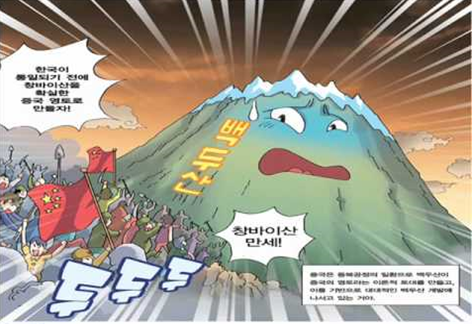 한국이
통일되기 전에
창바이산을
확실한
중국 영토로
만들자!
백두산
창바이산
만세!
두두두
중국은 동북공정의 일환으로 백두산이
중국의 영토라는 이론적 토대를 만들고,
이를 기반으로 대대적인 백두산 개발에
나서고 있는 거야.